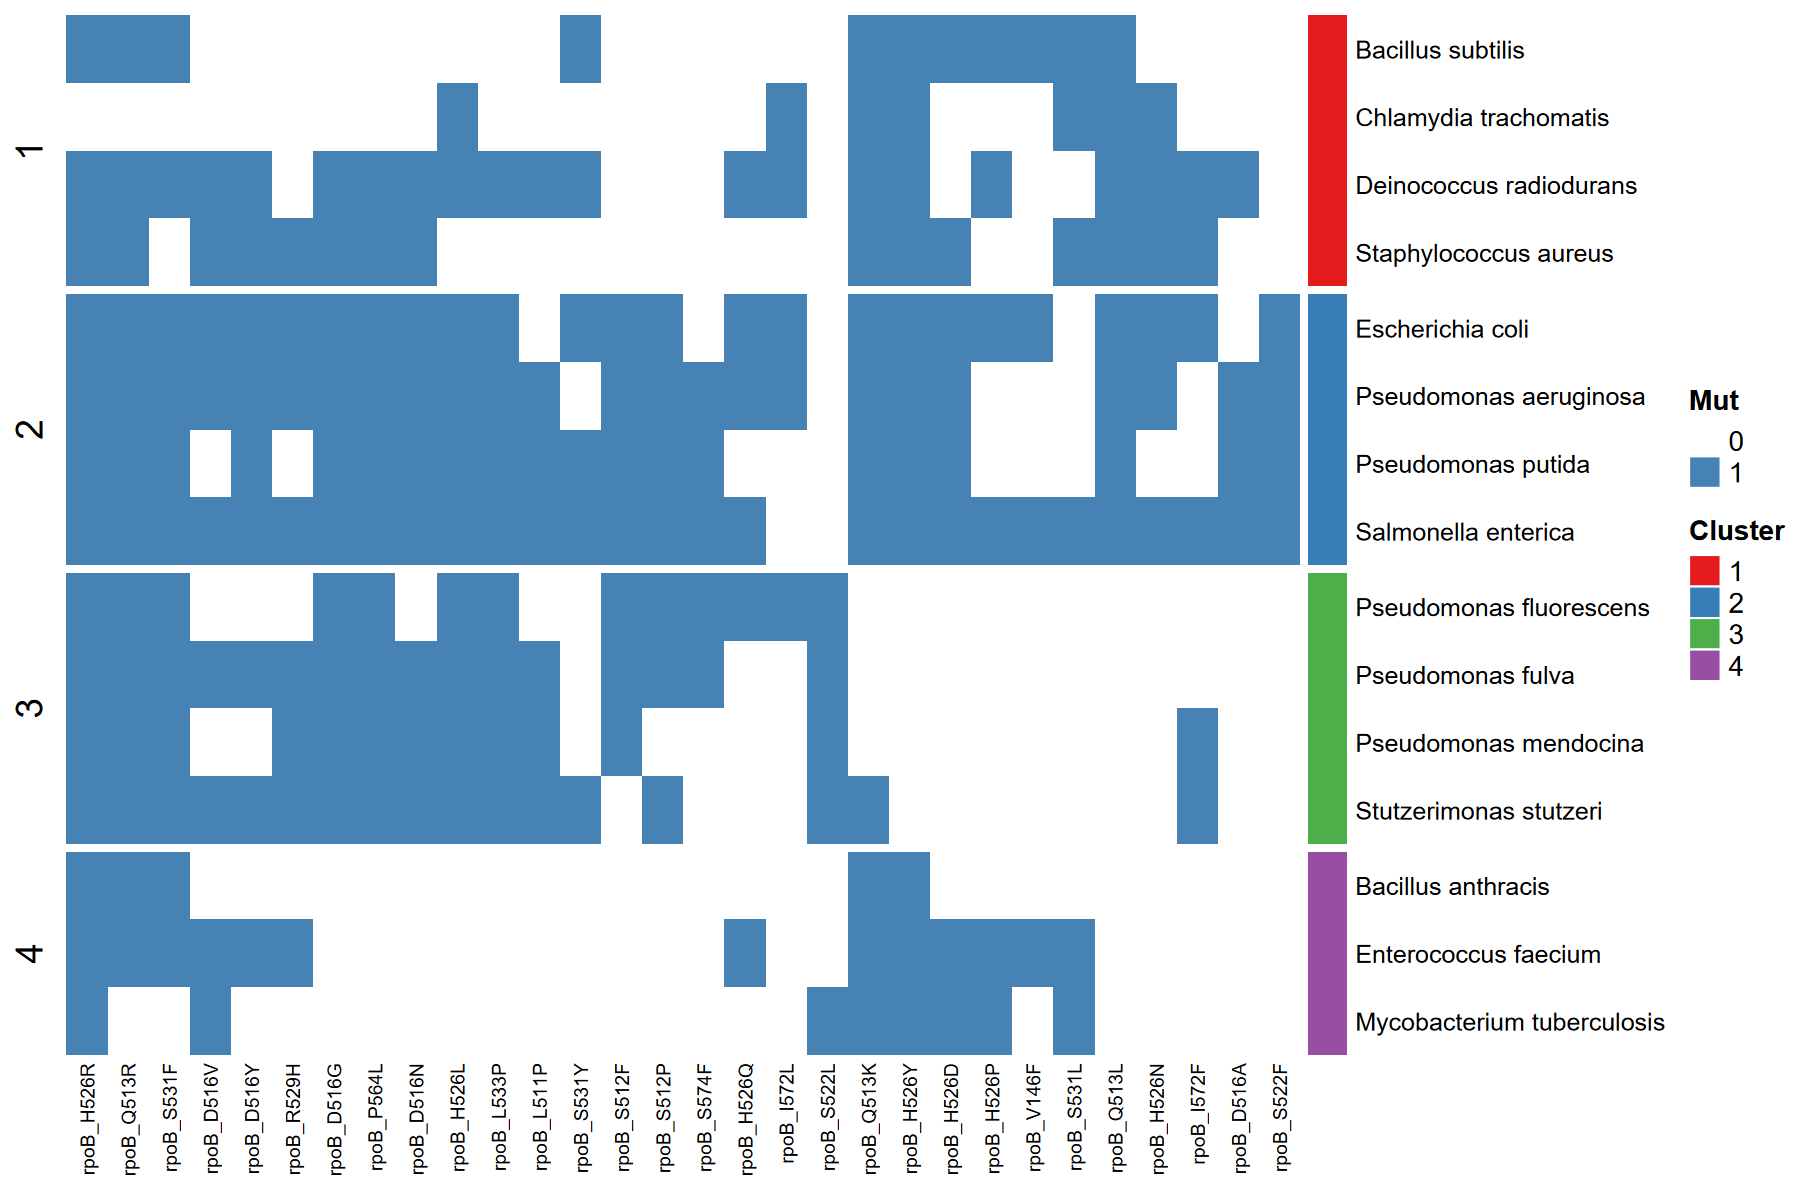 1
2
3
4
Bacillus subtilis
Chlamydia trachomatis
Deinococcus radiodurans
Staphylococcus aureus
Escherichia coli
Pseudomonas aeruginosa
Pseudomonas putida
Salmonella enterica
Pseudomonas fluorescens
Pseudomonas fulva
Pseudomonas mendocina
Stutzerimonas stutzeri
Bacillus anthracis
Enterococcus faecium
Mycobacterium tuberculosis
rpoB_H526R
rpoB_Q513R
rpoB_S531F
rpoB_D516V
rpoB_D516Y
rpoB_R529H
rpoB_D516G
rpoB_P564L
rpoB_D516N
rpoB_H526L
rpoB_L533P
rpoB_L511P
rpoB_S531Y
rpoB_S512F
rpoB_S512P
rpoB_S574F
rpoB_H526Q
rpoB_I572L
rpoB_S522L
rpoB_Q513K
rpoB_H526Y
rpoB_H526D
rpoB_H526P
rpoB_V146F
rpoB_S531L
rpoB_Q513L
rpoB_H526N
rpoB_I572F
rpoB_D516A
rpoB_S522F
Mut
0
1
Cluster
1
2
3
4